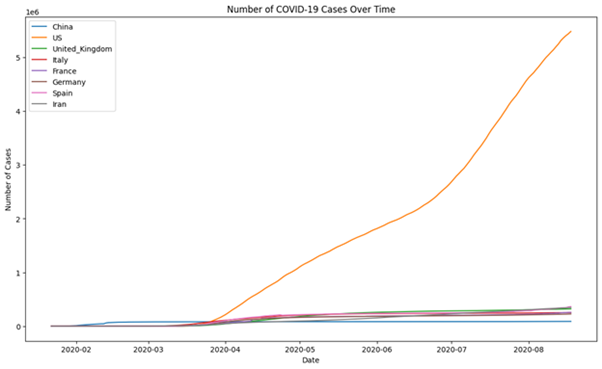 Number of COVID-19 Cases Over Time
1e6
China
US
United_Kingdom
Italy
France
Germany
Spain
Iran
5
4
3
2
1
0
Number of Cases
2020-02 2020-03 2020-04 2020-05 2020-06 2020-07 2020-08
Date